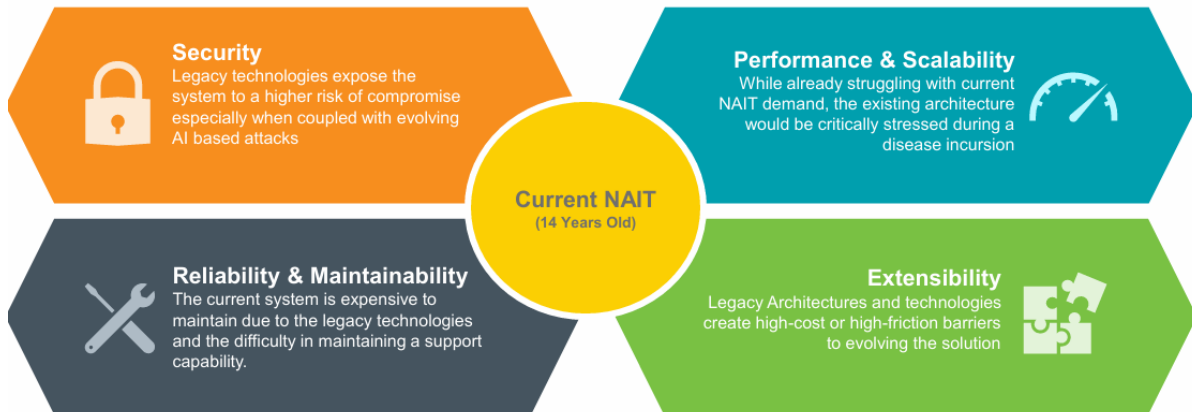 Security
Legacy technologies expose the
system to a higher risk of compromise
especially when coupled with evolving
AI based attacks
Performance & Scalability
While already struggling with current
NAIT demand, the existing architecture
would be critically stressed during a
disease incursion
Current NAIT
(14 Years Old)
Reliability & Maintainability
The current system is expensive to
maintain due to the legacy technologies
and the difficulty in maintaining a support
capability.
Extensibility
Legacy Architectures and technologies
create high-cost or high-friction barriers
to evolving the solution